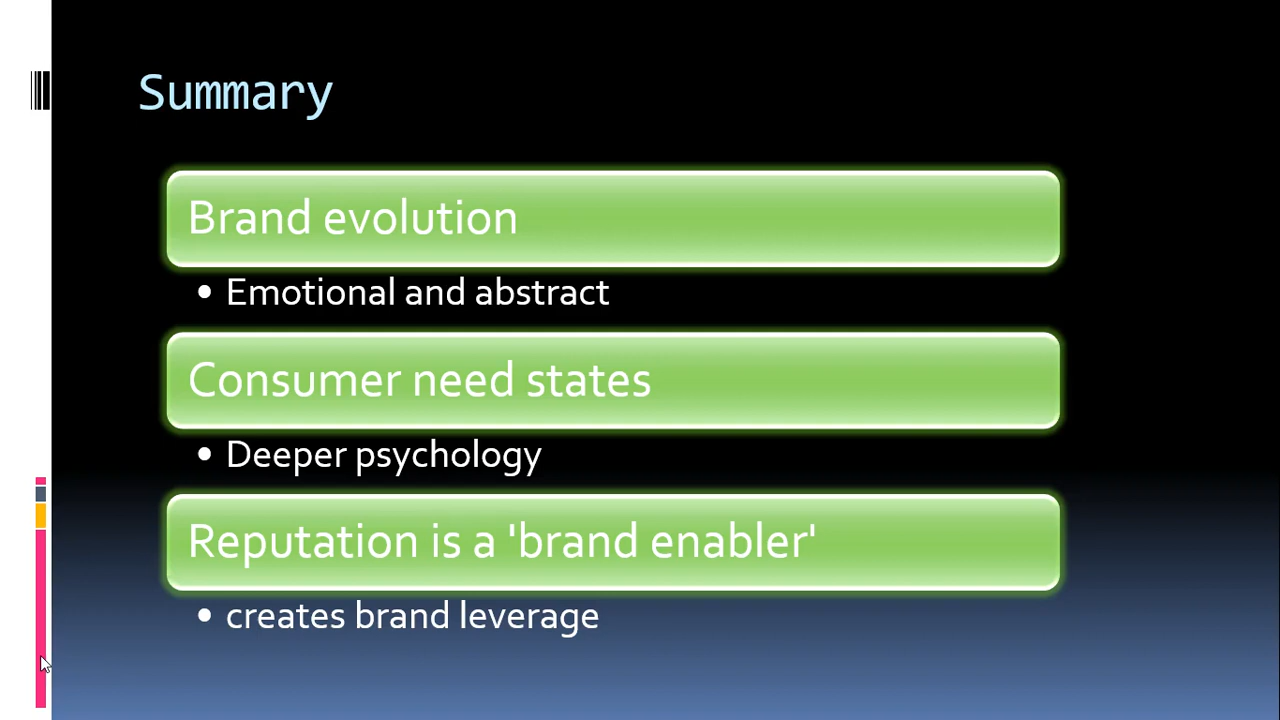 Summary
Brand evolution
• Emotional and abstract
Consumer need states
• Deeper psychology
Reputation is a 'brand enabler'
• creates brand leverage